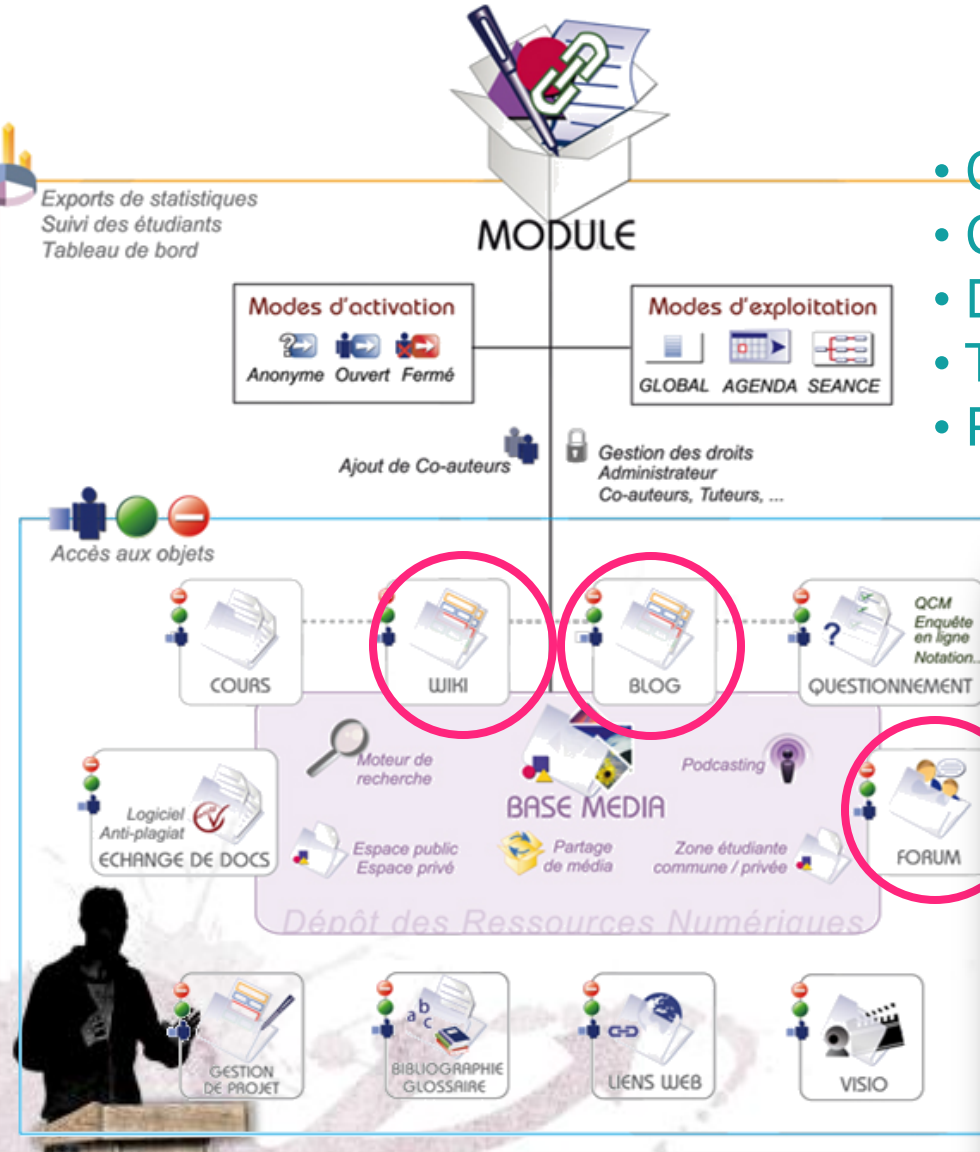 Exports de statistiques
Suivi des étudiants
Tableau de bord
MODULE
Modes d'activation
Anonyme Ouvert Fermé
Modes d'exploitation
GLOBAL AGENDA SEANCE
Ajout de Co-auteurs
Gestion des droits
Administrateur
Co-auteurs, Tuteurs, ...
Accès aux objets
COURS
WIKI
BLOG
QCM
Enquête
en ligne
Notation..
QUESTIONNEMENT
Logiciel
Anti-plagiat
ECHANGE DE DOCS
Moteur de
recherche
BASE MEDIA
Podcasting
Espace public
Espace privé
Partage
de média
Zone étudiante
commune / privée
FORUM
Dépôt des Ressources Numériques
GESTION
DE PROJET
a b c
BIBLIOGRAPHIE
GLOSSAIRE
LIENS WEB
VISIO